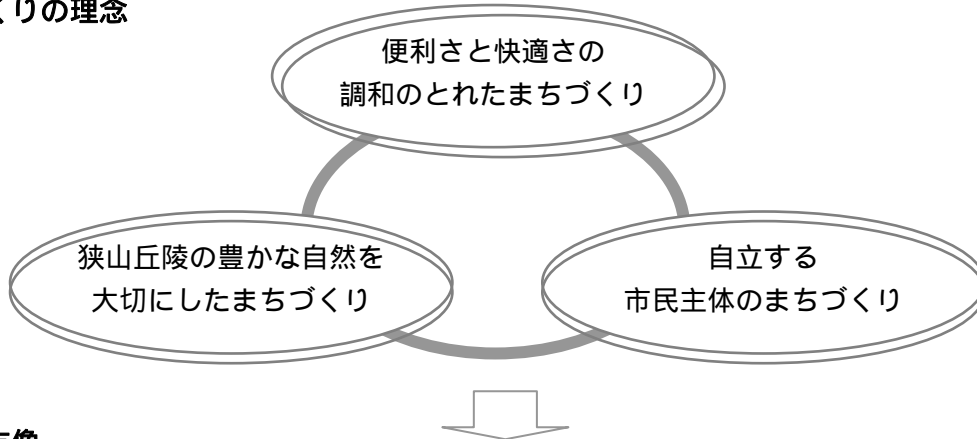 くりの理念
便利さと快適さの
調和のとれたまちづくり
狭山丘陵の豊かな自然を
大切にしたまちづくり
自立する
市民主体のまちづくり